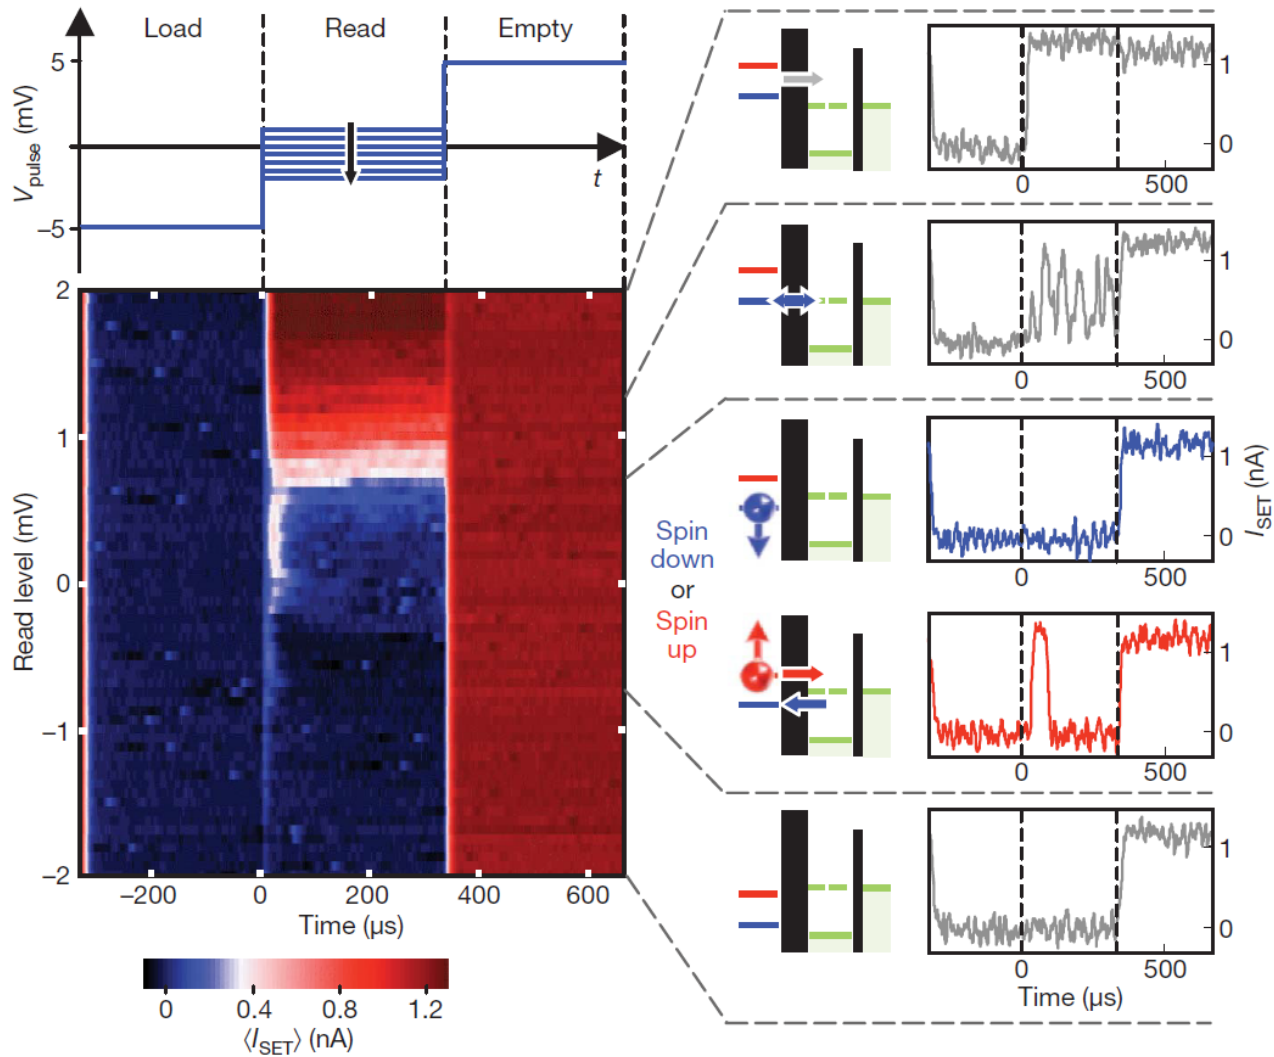 Load Read Empty
5
−5
V_pulse (mV)
t
2
1
0
−1
−2
Read level (mV)
−200 0 200 400 600
Time (µs)
0 0.4 0.8 1.2
⟨I_SET⟩ (nA)
1
0
0 500
1
0
0 500
Spin
down
or
Spin
up
1
0
0 500
1
0
0 500
1
0
0 500
Time (µs)
I_SET (nA)